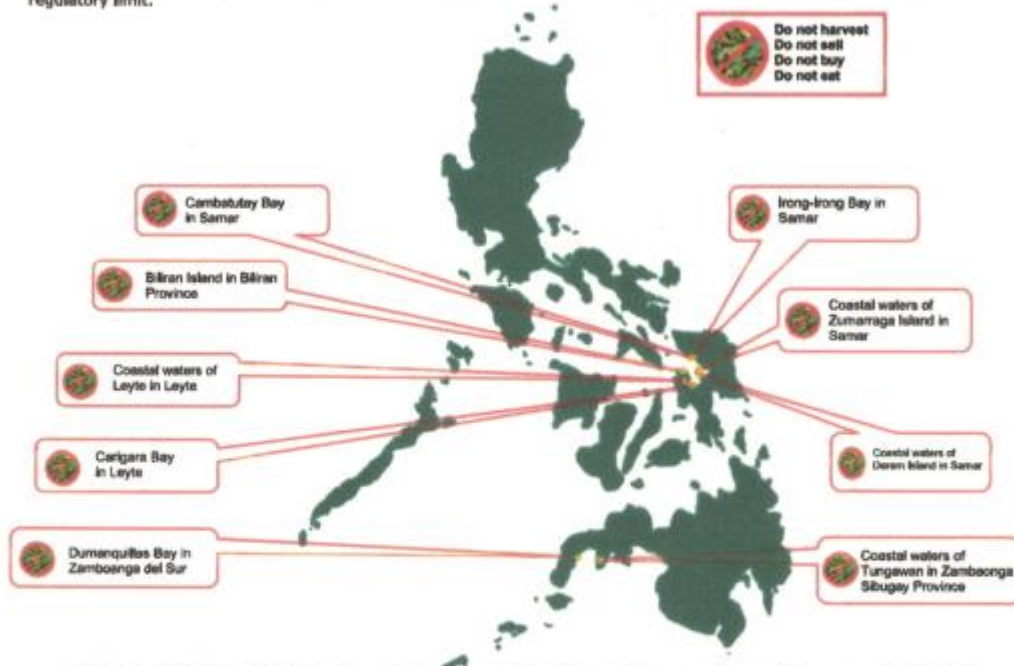 regulatory limit.
Do not harvest
Do not sell
Do not buy
Do not eat
Cambatutay Bay
in Samar
Irong-Irong Bay in
Samar
Biliran Island in Biliran
Province
Coastal waters of
Zumarraga Island in
Samar
Coastal waters of
Leyte in Leyte
Carigara Bay
in Leyte
Coastal waters of
Daram Island in Samar
Dumanquillas Bay in
Zamboanga del Sur
Coastal waters of
Tungawan in Zamboanga
Sibugay Province